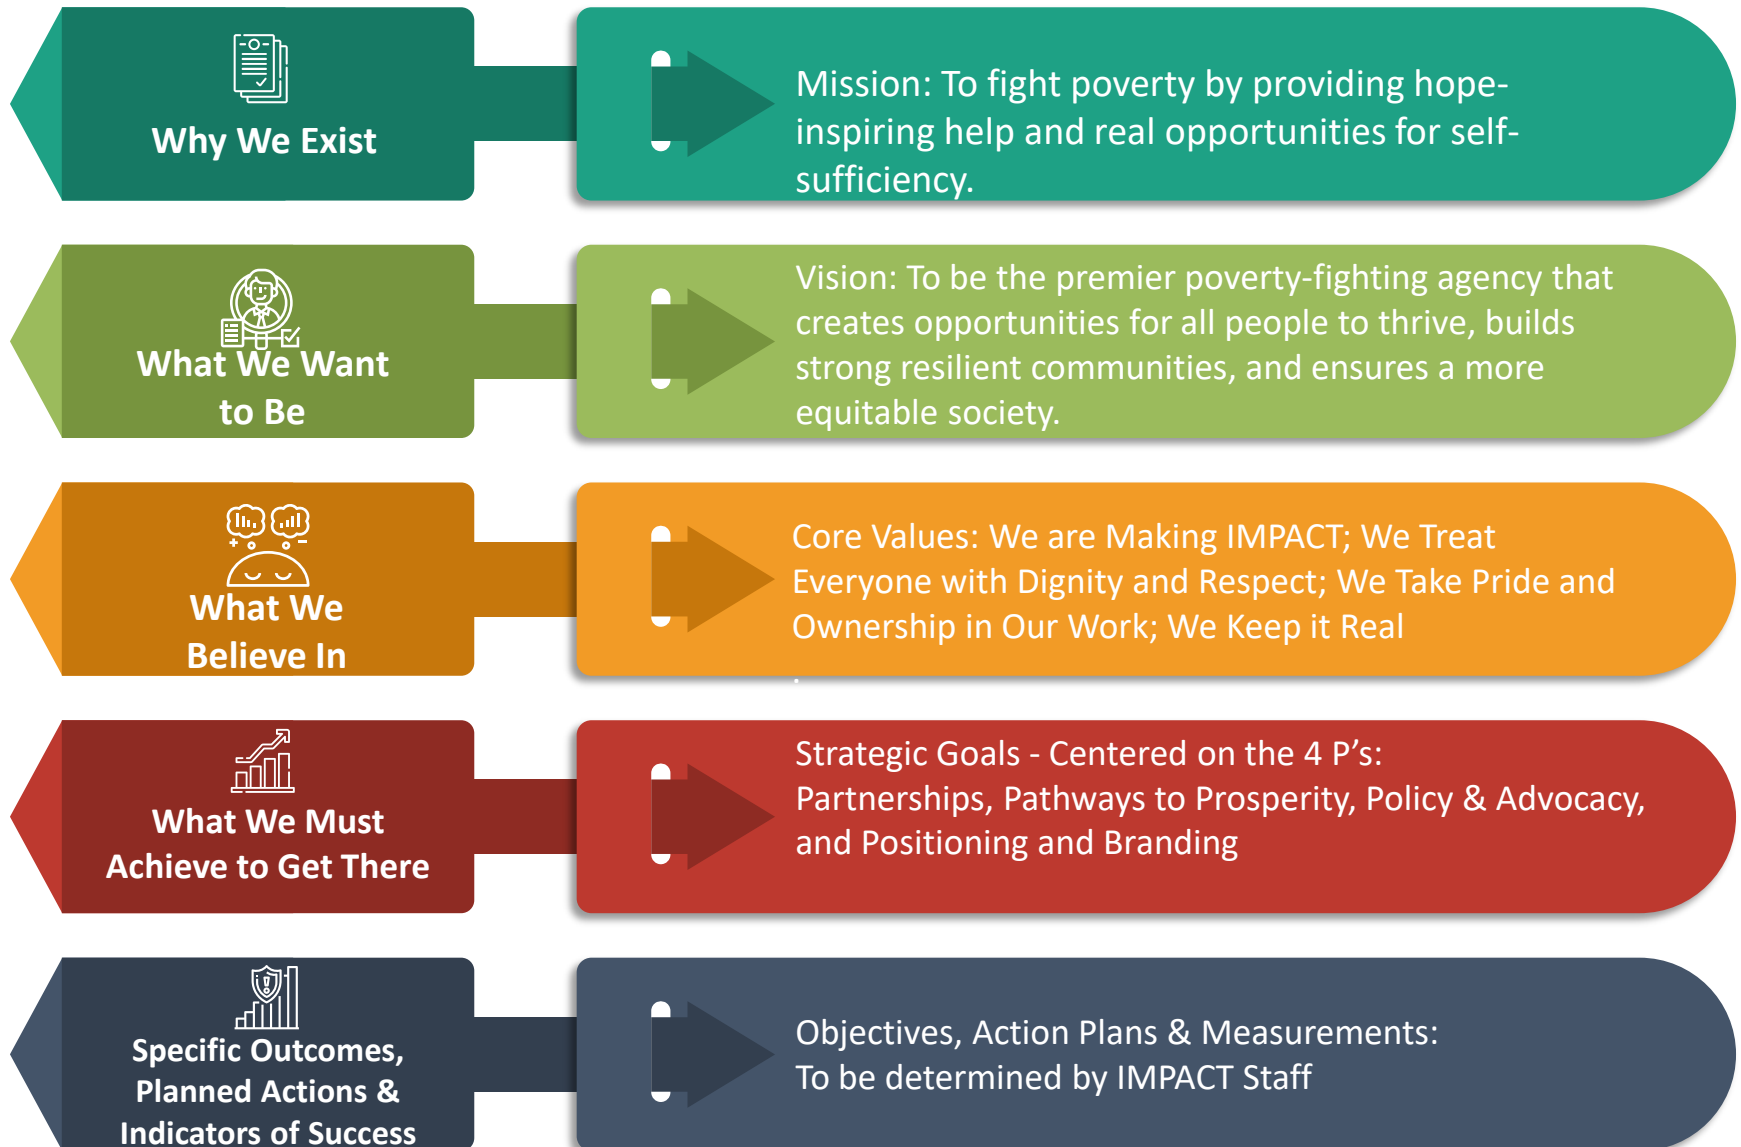 Why We Exist
Mission: To fight poverty by providing hope-
inspiring help and real opportunities for self-
sufficiency.
What We Want
to Be
Vision: To be the premier poverty-fighting agency that
creates opportunities for all people to thrive, builds
strong resilient communities, and ensures a more
equitable society.
What We
Believe In
Core Values: We are Making IMPACT; We Treat
Everyone with Dignity and Respect; We Take Pride and
Ownership in Our Work; We Keep it Real
.
What We Must
Achieve to Get There
Strategic Goals - Centered on the 4 P’s:
Partnerships, Pathways to Prosperity, Policy & Advocacy,
and Positioning and Branding
Specific Outcomes,
Planned Actions &
Indicators of Success
Objectives, Action Plans & Measurements:
To be determined by IMPACT Staff